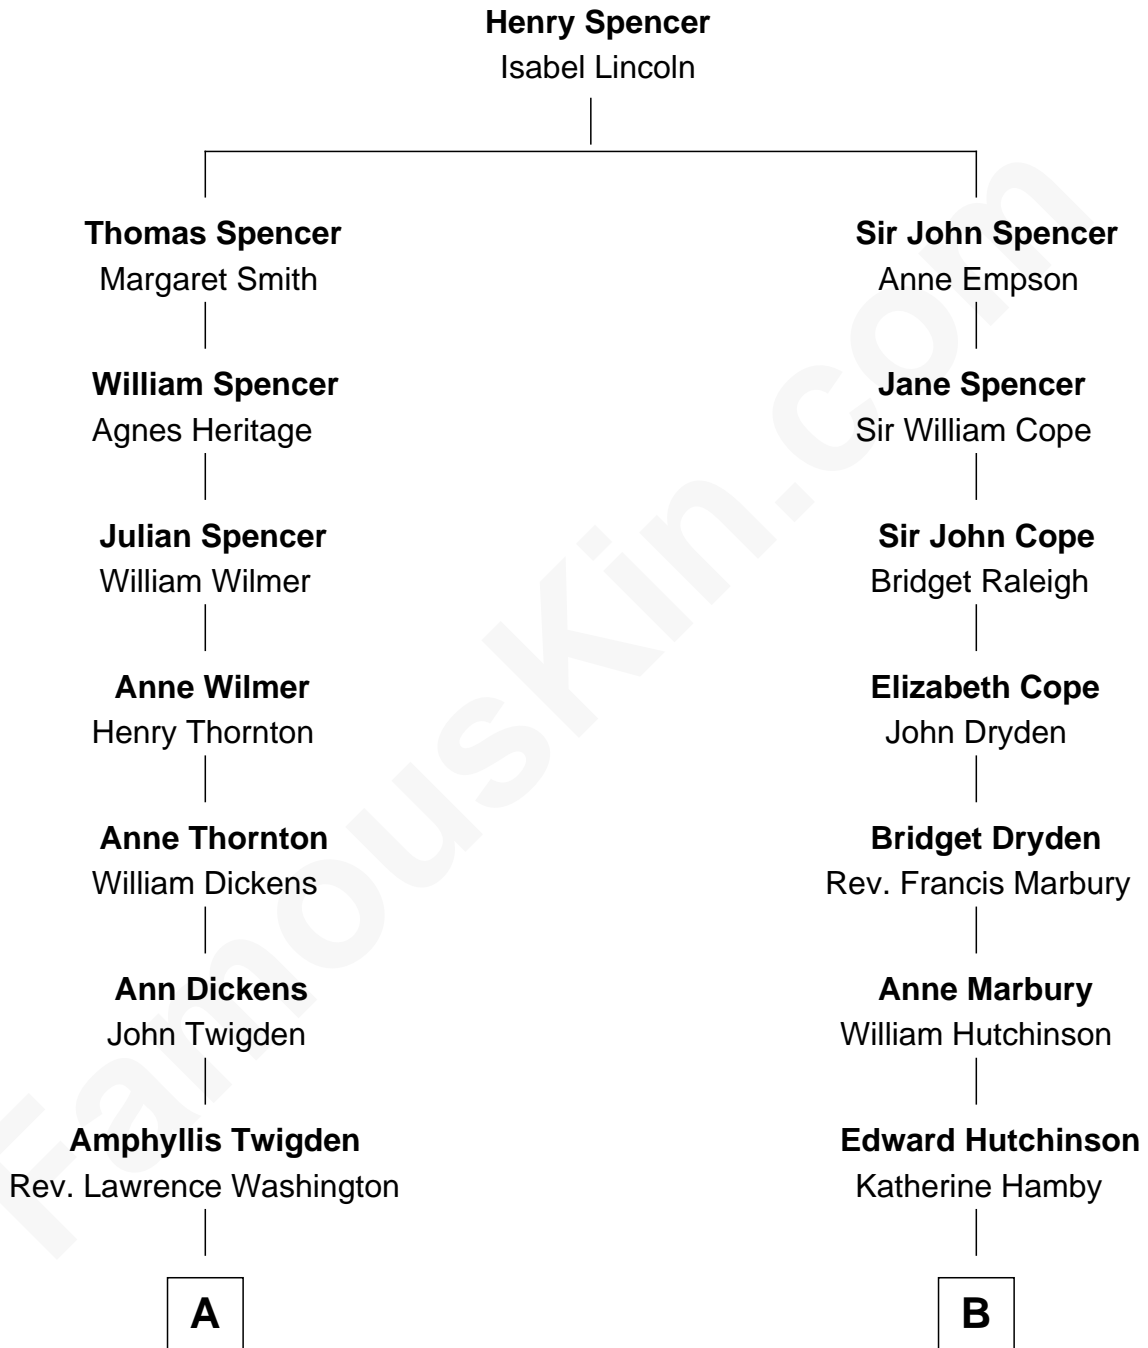 Henry Spencer
Isabel Lincoln
Thomas Spencer
Margaret Smith
Sir John Spencer
Anne Empson
William Spencer
Agnes Heritage
Jane Spencer
Sir William Cope
Julian Spencer
William Wilmer
Sir John Cope
Bridget Raleigh
Anne Wilmer
Henry Thornton
Elizabeth Cope
John Dryden
Anne Thornton
William Dickens
Bridget Dryden
Rev. Francis Marbury
Ann Dickens
John Twigden
Anne Marbury
William Hutchinson
Amphyllis Twigden
Rev. Lawrence Washington
Edward Hutchinson
Katherine Hamby
A
B
FamousKin.com